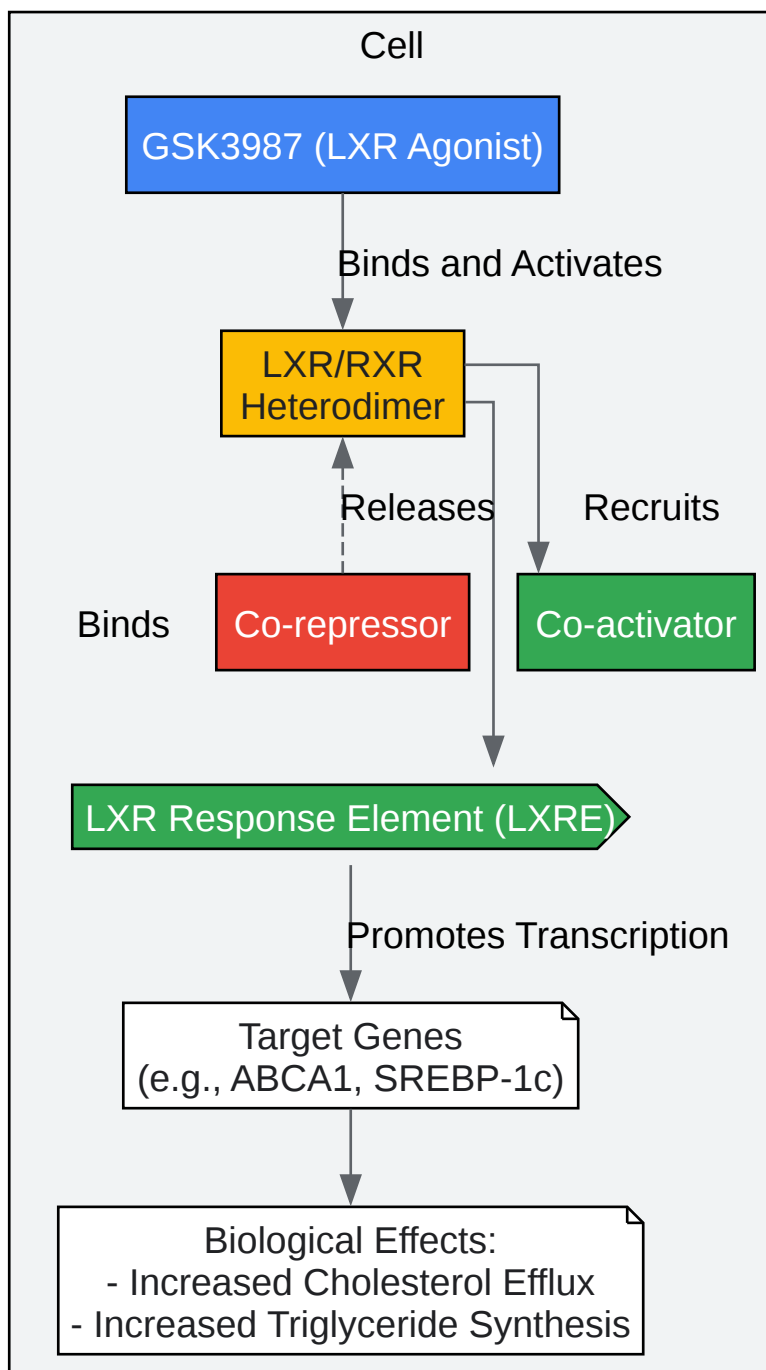 Cell
GSK3987 (LXR Agonist)
Binds and Activates
LXR/RXR
Heterodimer
Releases
Recruits
Binds
Co-repressor
Co-activator
LXR Response Element (LXRE)
Promotes Transcription
Target Genes
(e.g., ABCA1, SREBP-1c)
Biological Effects:
- Increased Cholesterol Efflux
- Increased Triglyceride Synthesis